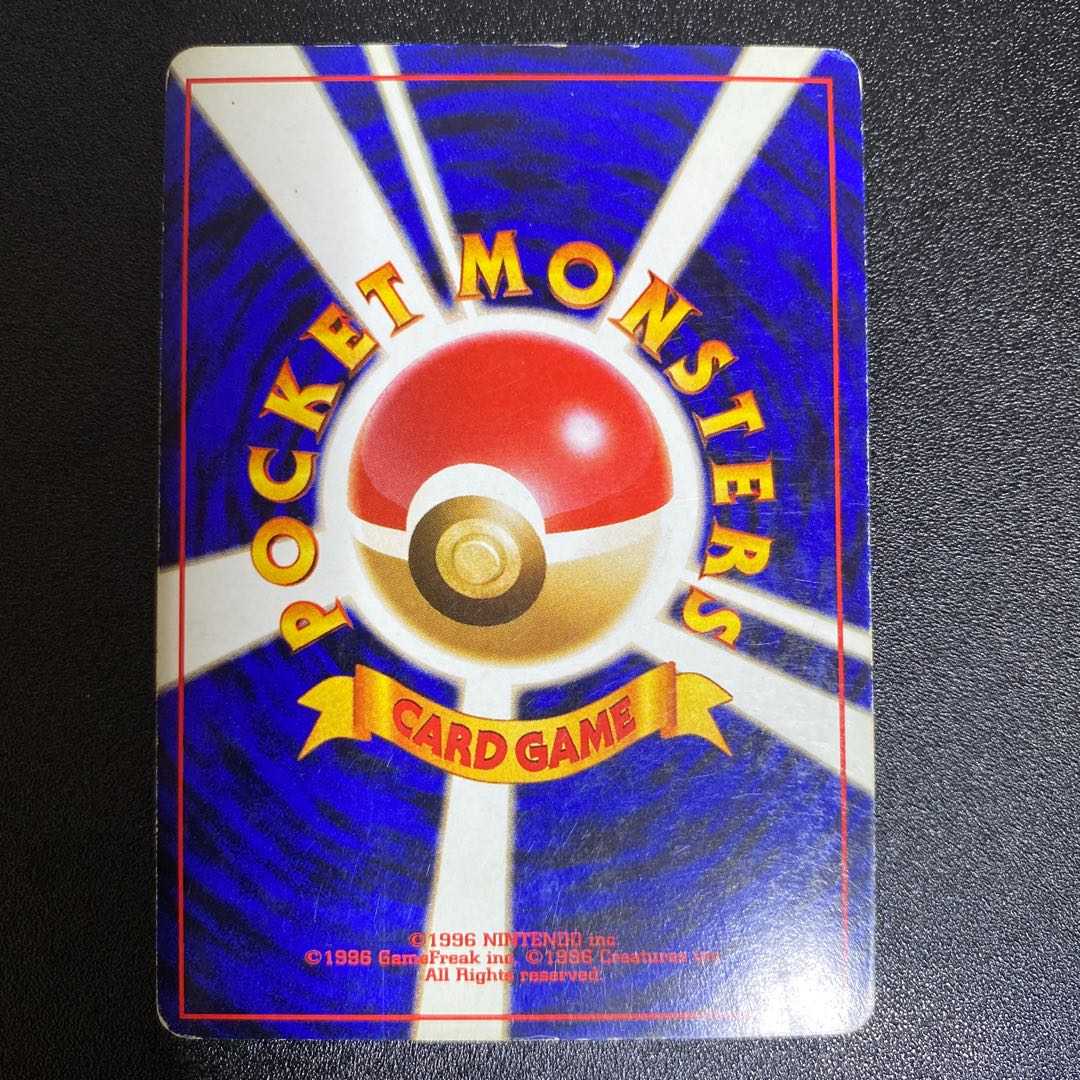 POCKET MONSTERS
CARD GAME
©1996 NINTENDO inc.
©1996 GameFreak inc. ©1996 Creatures inc.
All Rights reserved.